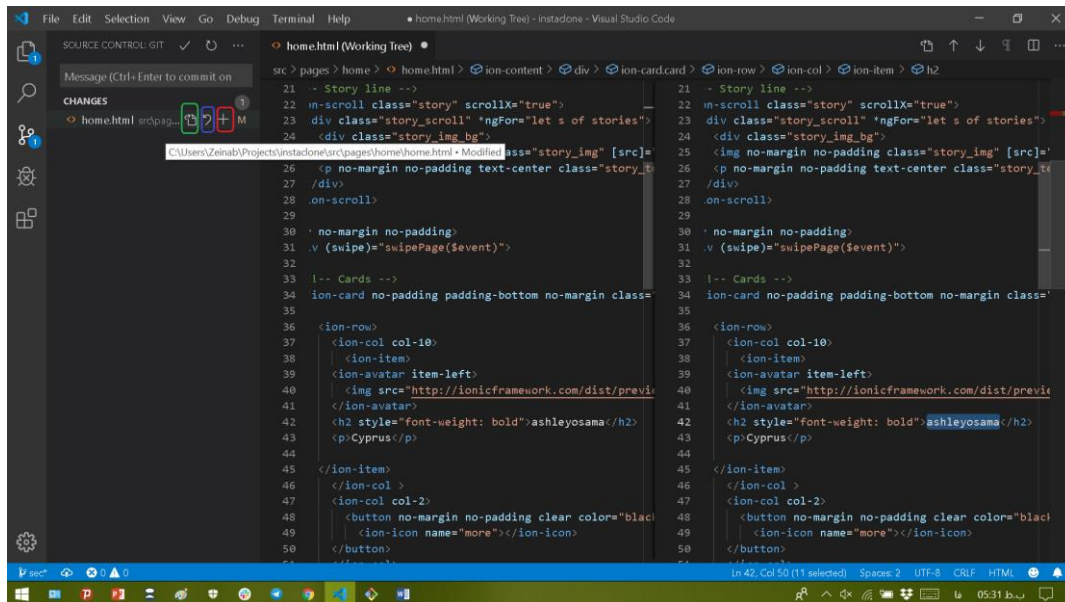 File Edit Selection View Go Debug Terminal Help
● home.html (Working Tree) - instaclone - Visual Studio Code
SOURCE CONTROL: GIT
home.html (Working Tree) ●
Message (Ctrl+Enter to commit on
src > pages > home > home.html > ion-content > div > ion-card.card > ion-row > ion-col > ion-item > h2
CHANGES 1
home.html src\pag... M
C:\Users\Zeinab\Projects\instaclone\src\pages\home\home.html • Modified
21 - Story line -->
22 on-scroll class="story" scrollX="true">
23 div class="story_scroll" *ngFor="let s of stories">
24 <div class="story_img_bg">
ass="story_img" [src]=
26 <p no-margin no-padding text-center class="story_t
27 /div>
28 .on-scroll>
29
30 no-margin no-padding>
31 .v (swipe)="swipePage($event)">
32
33 !-- Cards -->
34 ion-card no-padding padding-bottom no-margin class=
35
36 <ion-row>
37 <ion-col col-10>
38 <ion-item>
39 <ion-avatar item-left>
40 <img src="http://ionicframework.com/dist/previe
41 </ion-avatar>
42 <h2 style="font-weight: bold">ashleyosama</h2>
43 <p>Cyprus</p>
44
45 </ion-item>
46 </ion-col >
47 <ion-col col-2>
48 <button no-margin no-padding clear color="blac
49 <ion-icon name="more"></ion-icon>
50 </button>
21 - Story line -->
22 on-scroll class="story" scrollX="true">
23 div class="story_scroll" *ngFor="let s of stories">
24 <div class="story_img_bg">
25 <img no-margin no-padding class="story_img" [src]='
26 <p no-margin no-padding text-center class="story_te
27 /div>
28 .on-scroll>
29
30 no-margin no-padding>
31 .v (swipe)="swipePage($event)">
32
33 !-- Cards -->
34 ion-card no-padding padding-bottom no-margin class='
35
36 <ion-row>
37 <ion-col col-10>
38 <ion-item>
39 <ion-avatar item-left>
40 <img src="http://ionicframework.com/dist/previe
41 </ion-avatar>
42 <h2 style="font-weight: bold">ashleyosama</h2>
43 <p>Cyprus</p>
44
45 </ion-item>
46 </ion-col >
47 <ion-col col-2>
48 <button no-margin no-padding clear color="black
49 <ion-icon name="more"></ion-icon>
50 </button>
sec* 0 0 Ln 42, Col 50 (11 selected) Spaces: 2 UTF-8 CRLF HTML
فا 05:31 ب.ظ